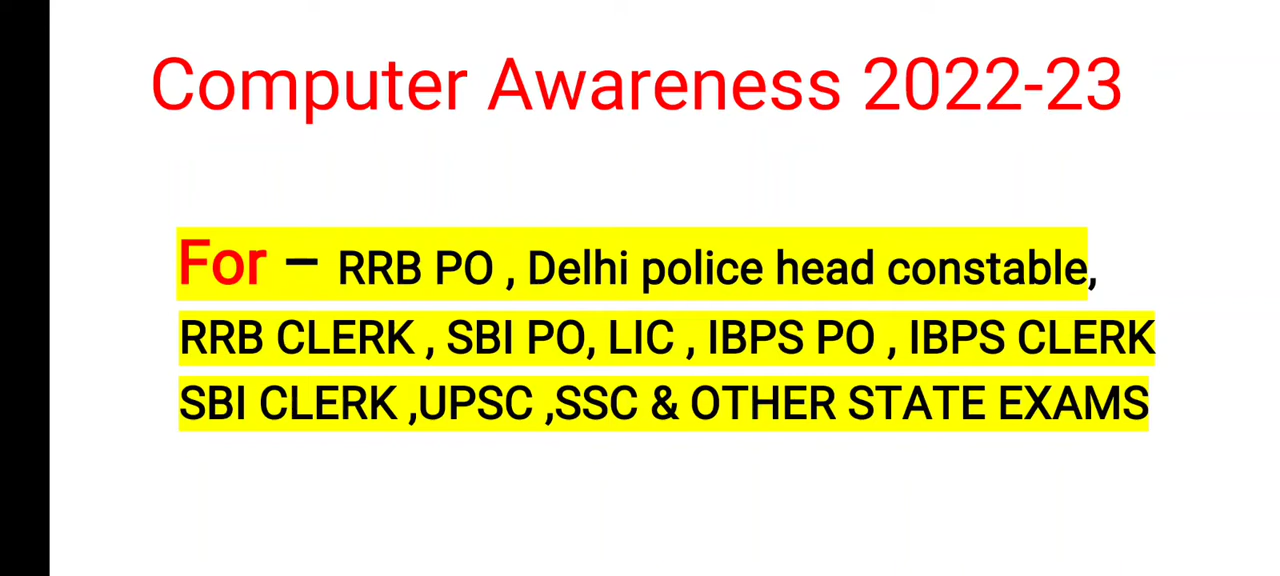 Computer Awareness 2022-23
For – RRB PO , Delhi police head constable,
RRB CLERK , SBI PO, LIC , IBPS PO , IBPS CLERK
SBI CLERK ,UPSC ,SSC & OTHER STATE EXAMS